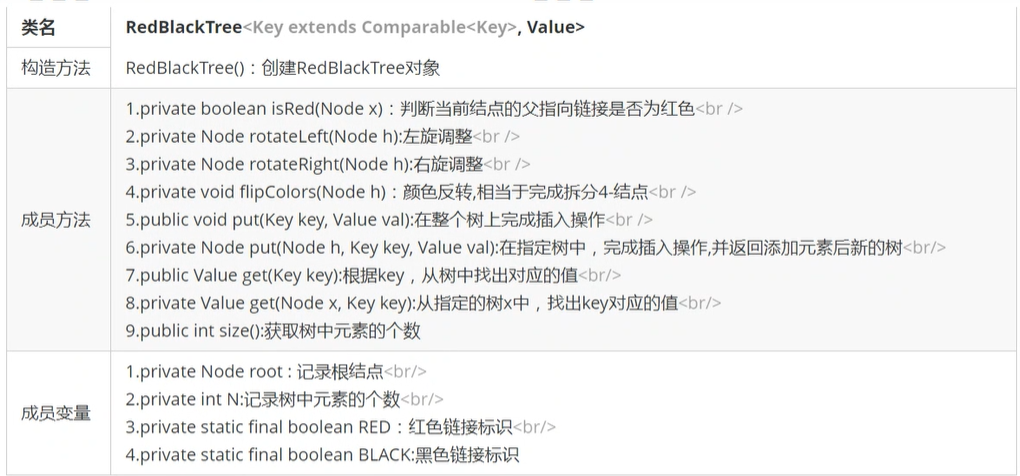 类名 RedBlackTree<Key extends Comparable<Key>, Value>
构造方法 RedBlackTree()：创建RedBlackTree对象
成员方法
1.private boolean isRed(Node x)：判断当前结点的父指向链接是否为红色<br />
2.private Node rotateLeft(Node h):左旋调整<br />
3.private Node rotateRight(Node h):右旋调整<br />
4.private void flipColors(Node h)：颜色反转,相当于完成拆分4-结点<br />
5.public void put(Key key, Value val):在整个树上完成插入操作<br />
6.private Node put(Node h, Key key, Value val):在指定树中，完成插入操作,并返回添加元素后新的树<br/>
7.public Value get(Key key):根据key，从树中找出对应的值<br/>
8.private Value get(Node x, Key key):从指定的树x中，找出key对应的值<br/>
9.public int size():获取树中元素的个数
成员变量
1.private Node root : 记录根结点<br/>
2.private int N:记录树中元素的个数<br/>
3.private static final boolean RED：红色链接标识<br/>
4.private static final boolean BLACK:黑色链接标识